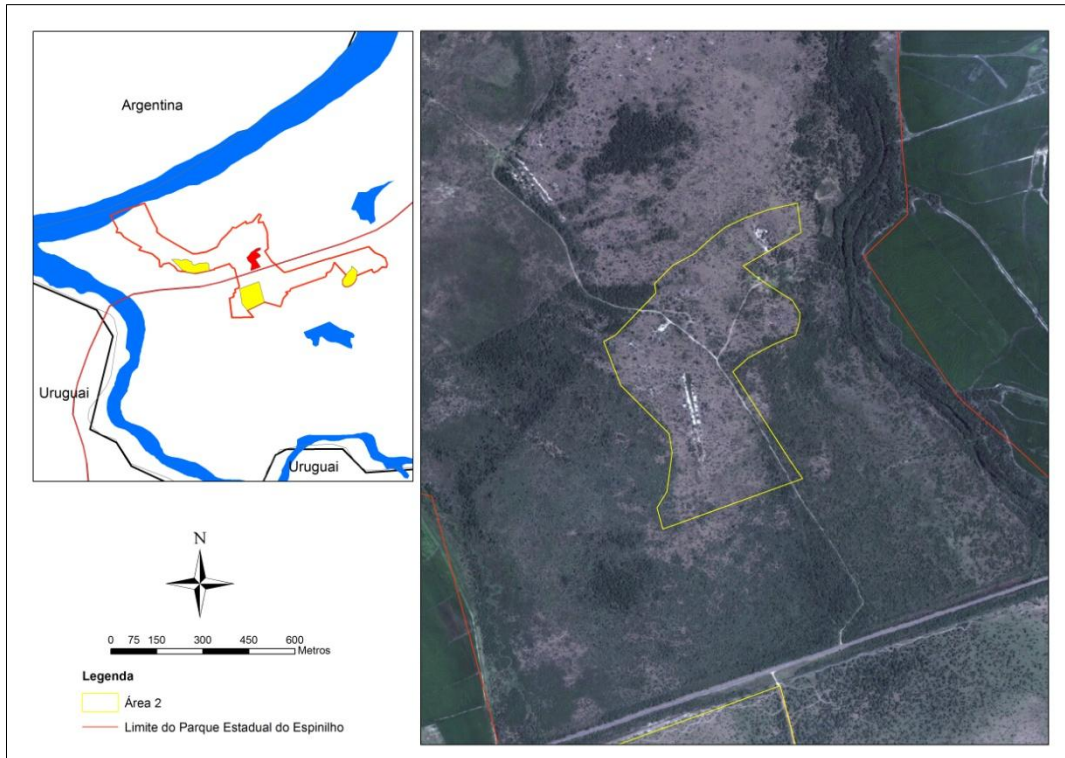 Argentina
Uruguai
Uruguai
N
0 75 150 300 450 600
Metros
Legenda
Área 2
Limite do Parque Estadual do Espinilho